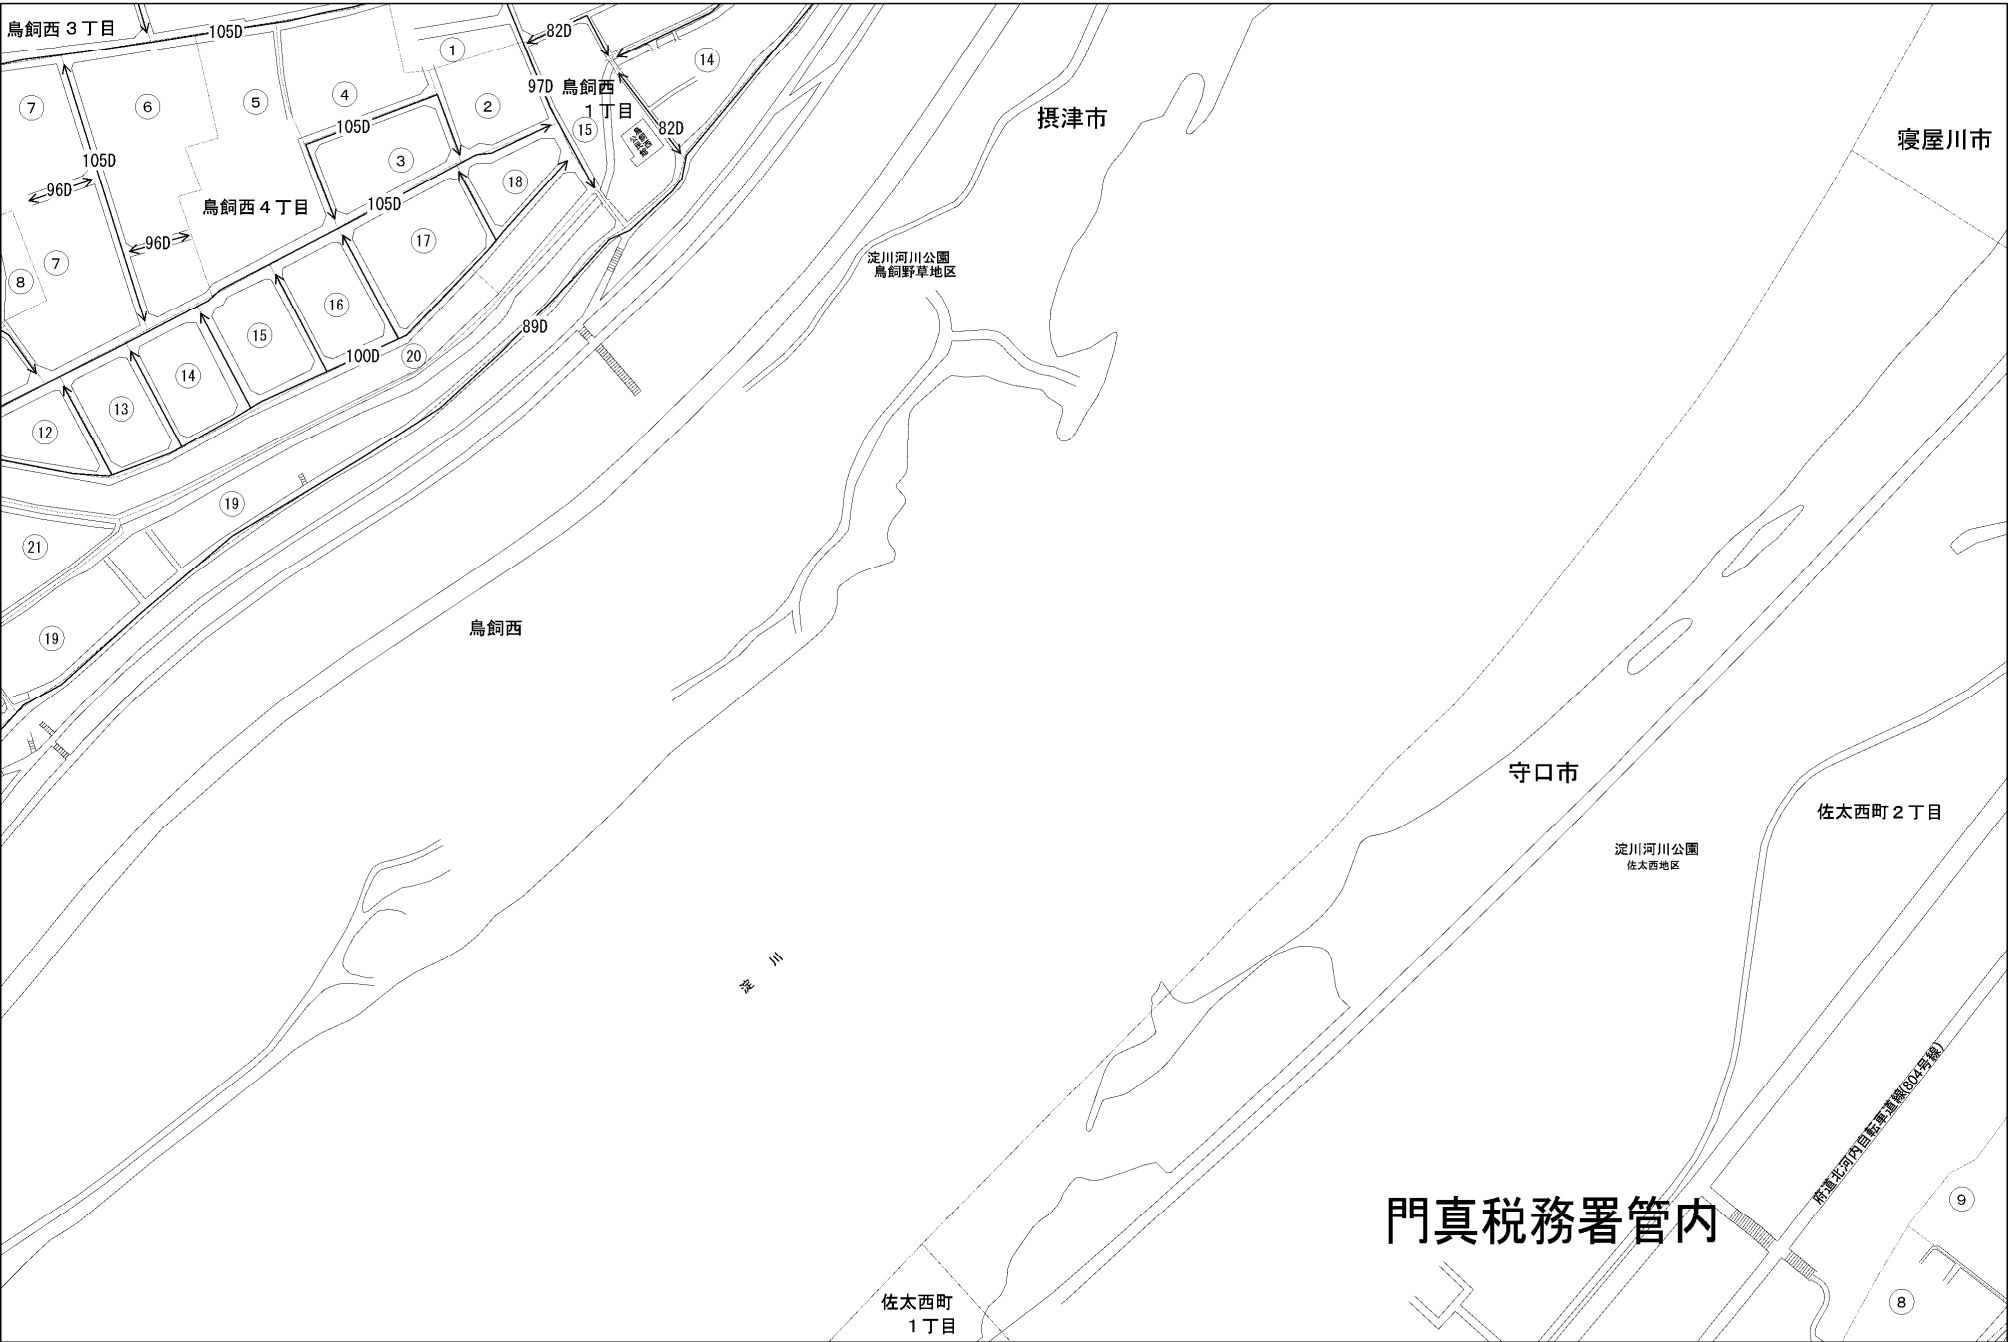 鳥飼西３丁目
105D
82D
①
⑭
97D
鳥飼西
１丁目
⑦
⑥
⑤
④
②
⑮
82D
105D
③
摂津市
寝屋川市
105D
96D
⑱
鳥飼西４丁目
105D
96D
⑰
⑦
⑧
鳥飼西
公民館
淀川河川公園
鳥飼野草地区
⑯
89D
⑮
100D
⑳
⑭
⑬
⑫
⑲
㉑
⑲
鳥飼西
守口市
佐太西町２丁目
淀川河川公園
佐太西地区
淀川
府道北河内自転車道線(804号線)
門真税務署管内
⑨
⑧
佐太西町
１丁目